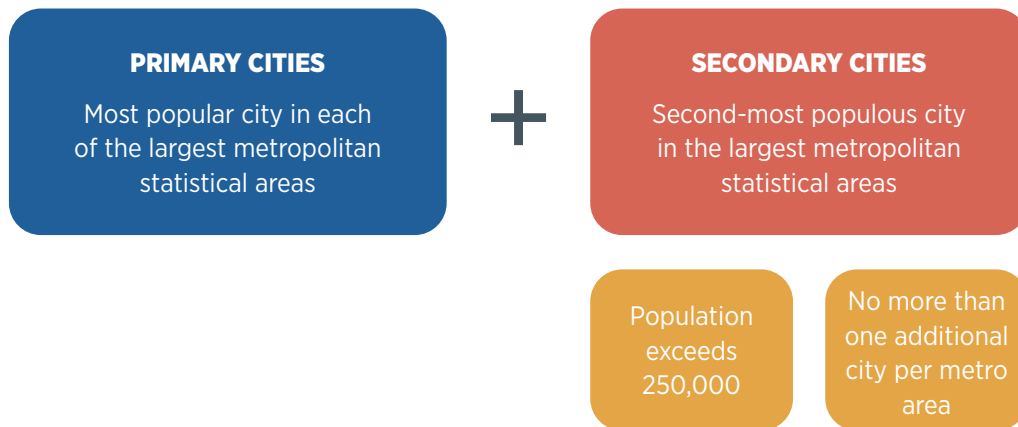 PRIMARY CITIES
Most popular city in each
of the largest metropolitan
statistical areas
+
SECONDARY CITIES
Second-most populous city
in the largest metropolitan
statistical areas
Population
exceeds
250,000
No more than
one additional
city per metro
area